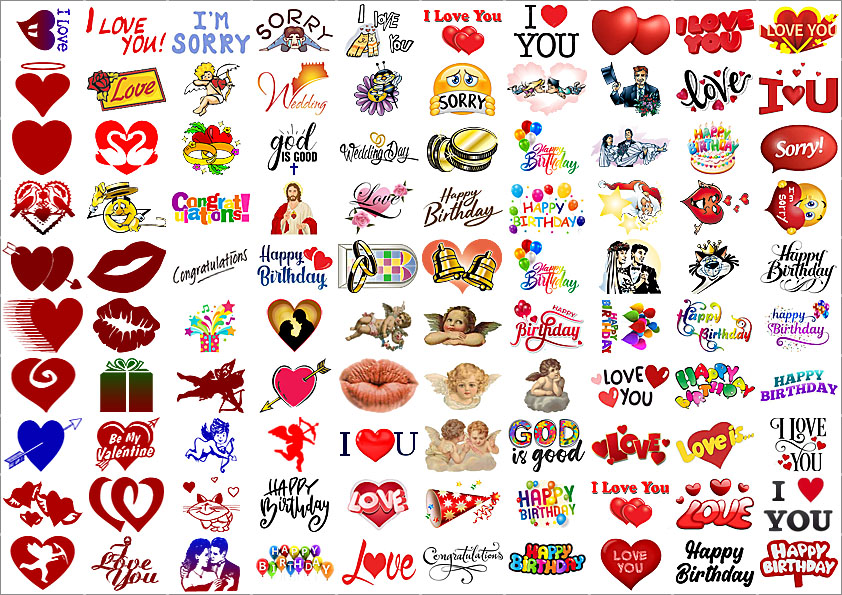 I Love
I LOVE
YOU!
I'M
SORRY
SORRY
I LOVE
YOU
I Love You
I ♥
YOU
I LOVE
YOU
I LOVE YOU
Love
Wedding
SORRY
love
I♥U
god
IS GOOD
Wedding Day
Happy
Birthday
HAPPY
BIRTHDAY
Sorry!
Congrat
ulations!
Love
Happy
Birthday
HAPPY
BIRTHDAY
I'm
Sorry
Congratulations
Happy
Birthday
Happy
Birthday
Happy
Birthday
HAPPY
Birthday
HAPPY
BIRTHDAY
Happy
Birthday
happy
Birthday
LOVE
YOU
HAPPY
BIRTHDAY
HAPPY
BIRTHDAY
Be My
Valentine
I ♥ U
GOD
is good
LOVE
Love is..
I LOVE
YOU
HAPPY
Birthday
LOVE
HAPPY
BIRTHDAY
I Love You
LOVE
I ♥
YOU
I Love
You
HAPPY
BIRTHDAY
Love
Congratulations
HAPPY
BIRTHDAY
I LOVE
YOU
Happy
Birthday
HAPPY
BIRTHDAY